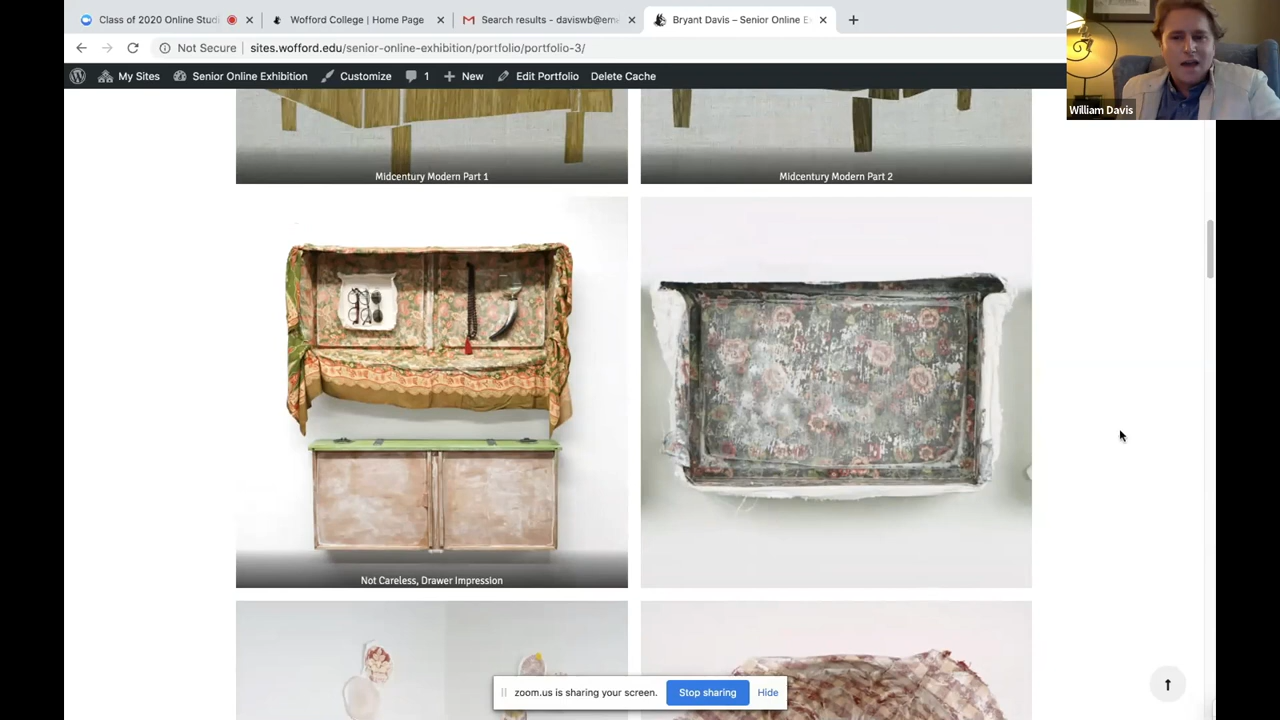 Class of 2020 Online Stud
Wofford College | Home Page
Search results - daviswb@em
Bryant Davis – Senior Online E
Not Secure
sites.wofford.edu/senior-online-exhibition/portfolio/portfolio-3/
My Sites
Senior Online Exhibition
Customize
1
New
Edit Portfolio
Delete Cache
William Davis
Midcentury Modern Part 1
Midcentury Modern Part 2
Not Careless, Drawer Impression
zoom.us is sharing your screen.
Stop sharing
Hide